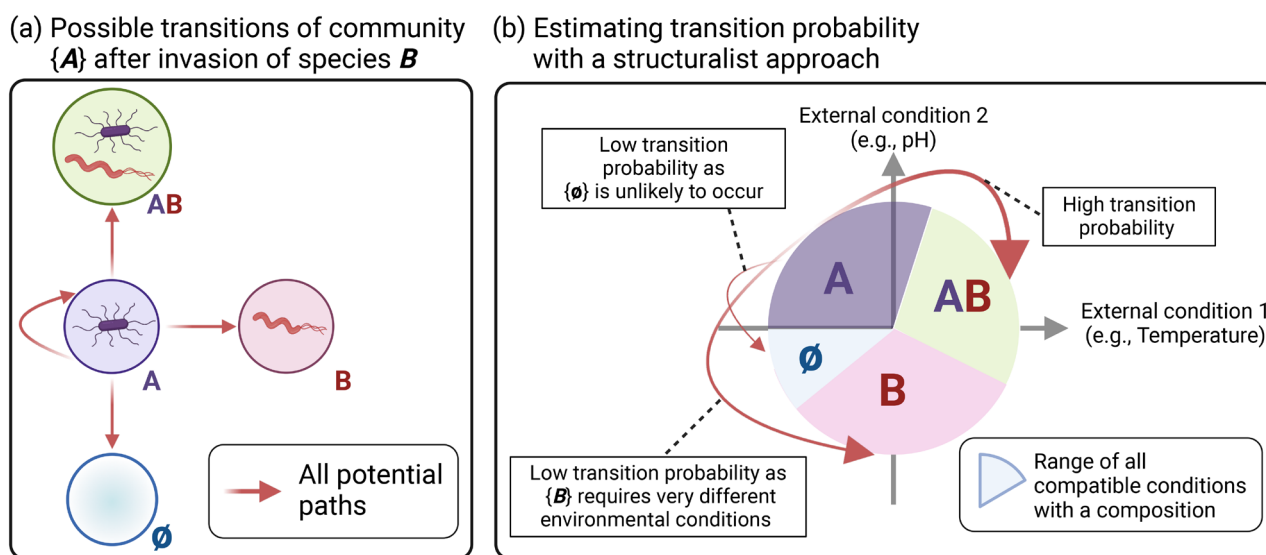 (a) Possible transitions of community
{A} after invasion of species B
AB
A
B
ø
All potential
paths
(b) Estimating transition probability
with a structuralist approach
External condition 2
(e.g., pH)
Low transition
probability as
{ø} is unlikely to occur
High transition
probability
A
AB
External condition 1
(e.g., Temperature)
ø
B
Low transition probability as
{B} requires very different
environmental conditions
Range of all
compatible conditions
with a composition